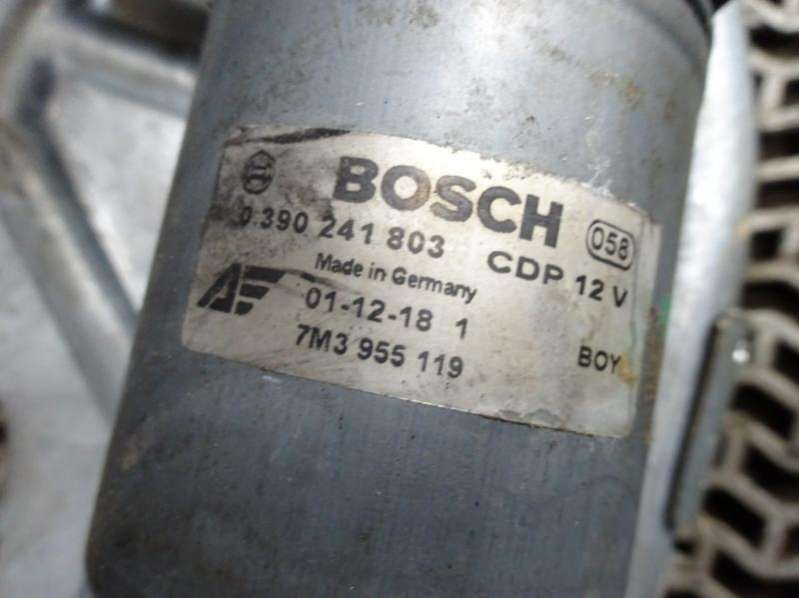 BOSCH
0 390 241 803 CDP 12 V 058
Made in Germany
01-12-18 1
7M3 955 119 BOY